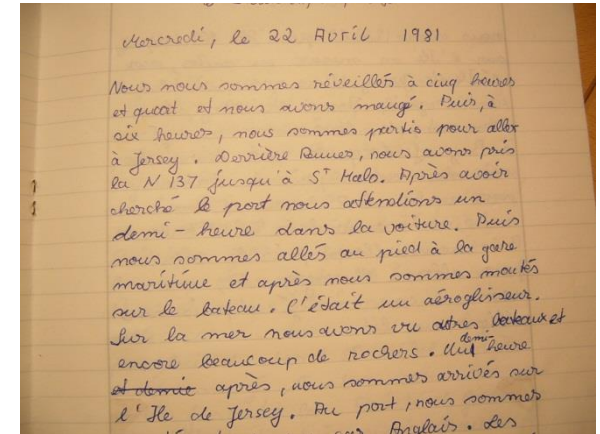 Mercredi, le 22 Avril 1981
Nous nous sommes réveillés à cinq heures
et quart et nous avons mangé. Puis, à
six heures, nous sommes partis pour aller
à Jersey. Derrière Rennes, nous avons pris
la N 137 jusqu'à St Malo. Après avoir
cherché le port nous attendions un
demi-heure dans la voiture. Puis
nous sommes allés au pied à la gare
maritime et après nous sommes montés
sur le bateau. C'était un aéroglisseur.
Sur la mer nous avons vu autres bateaux et
encore beaucoup de rochers. Une demi-heure
et demie après, nous sommes arrivés sur
l'Ile de Jersey. Au port, nous sommes
Anglais. Les